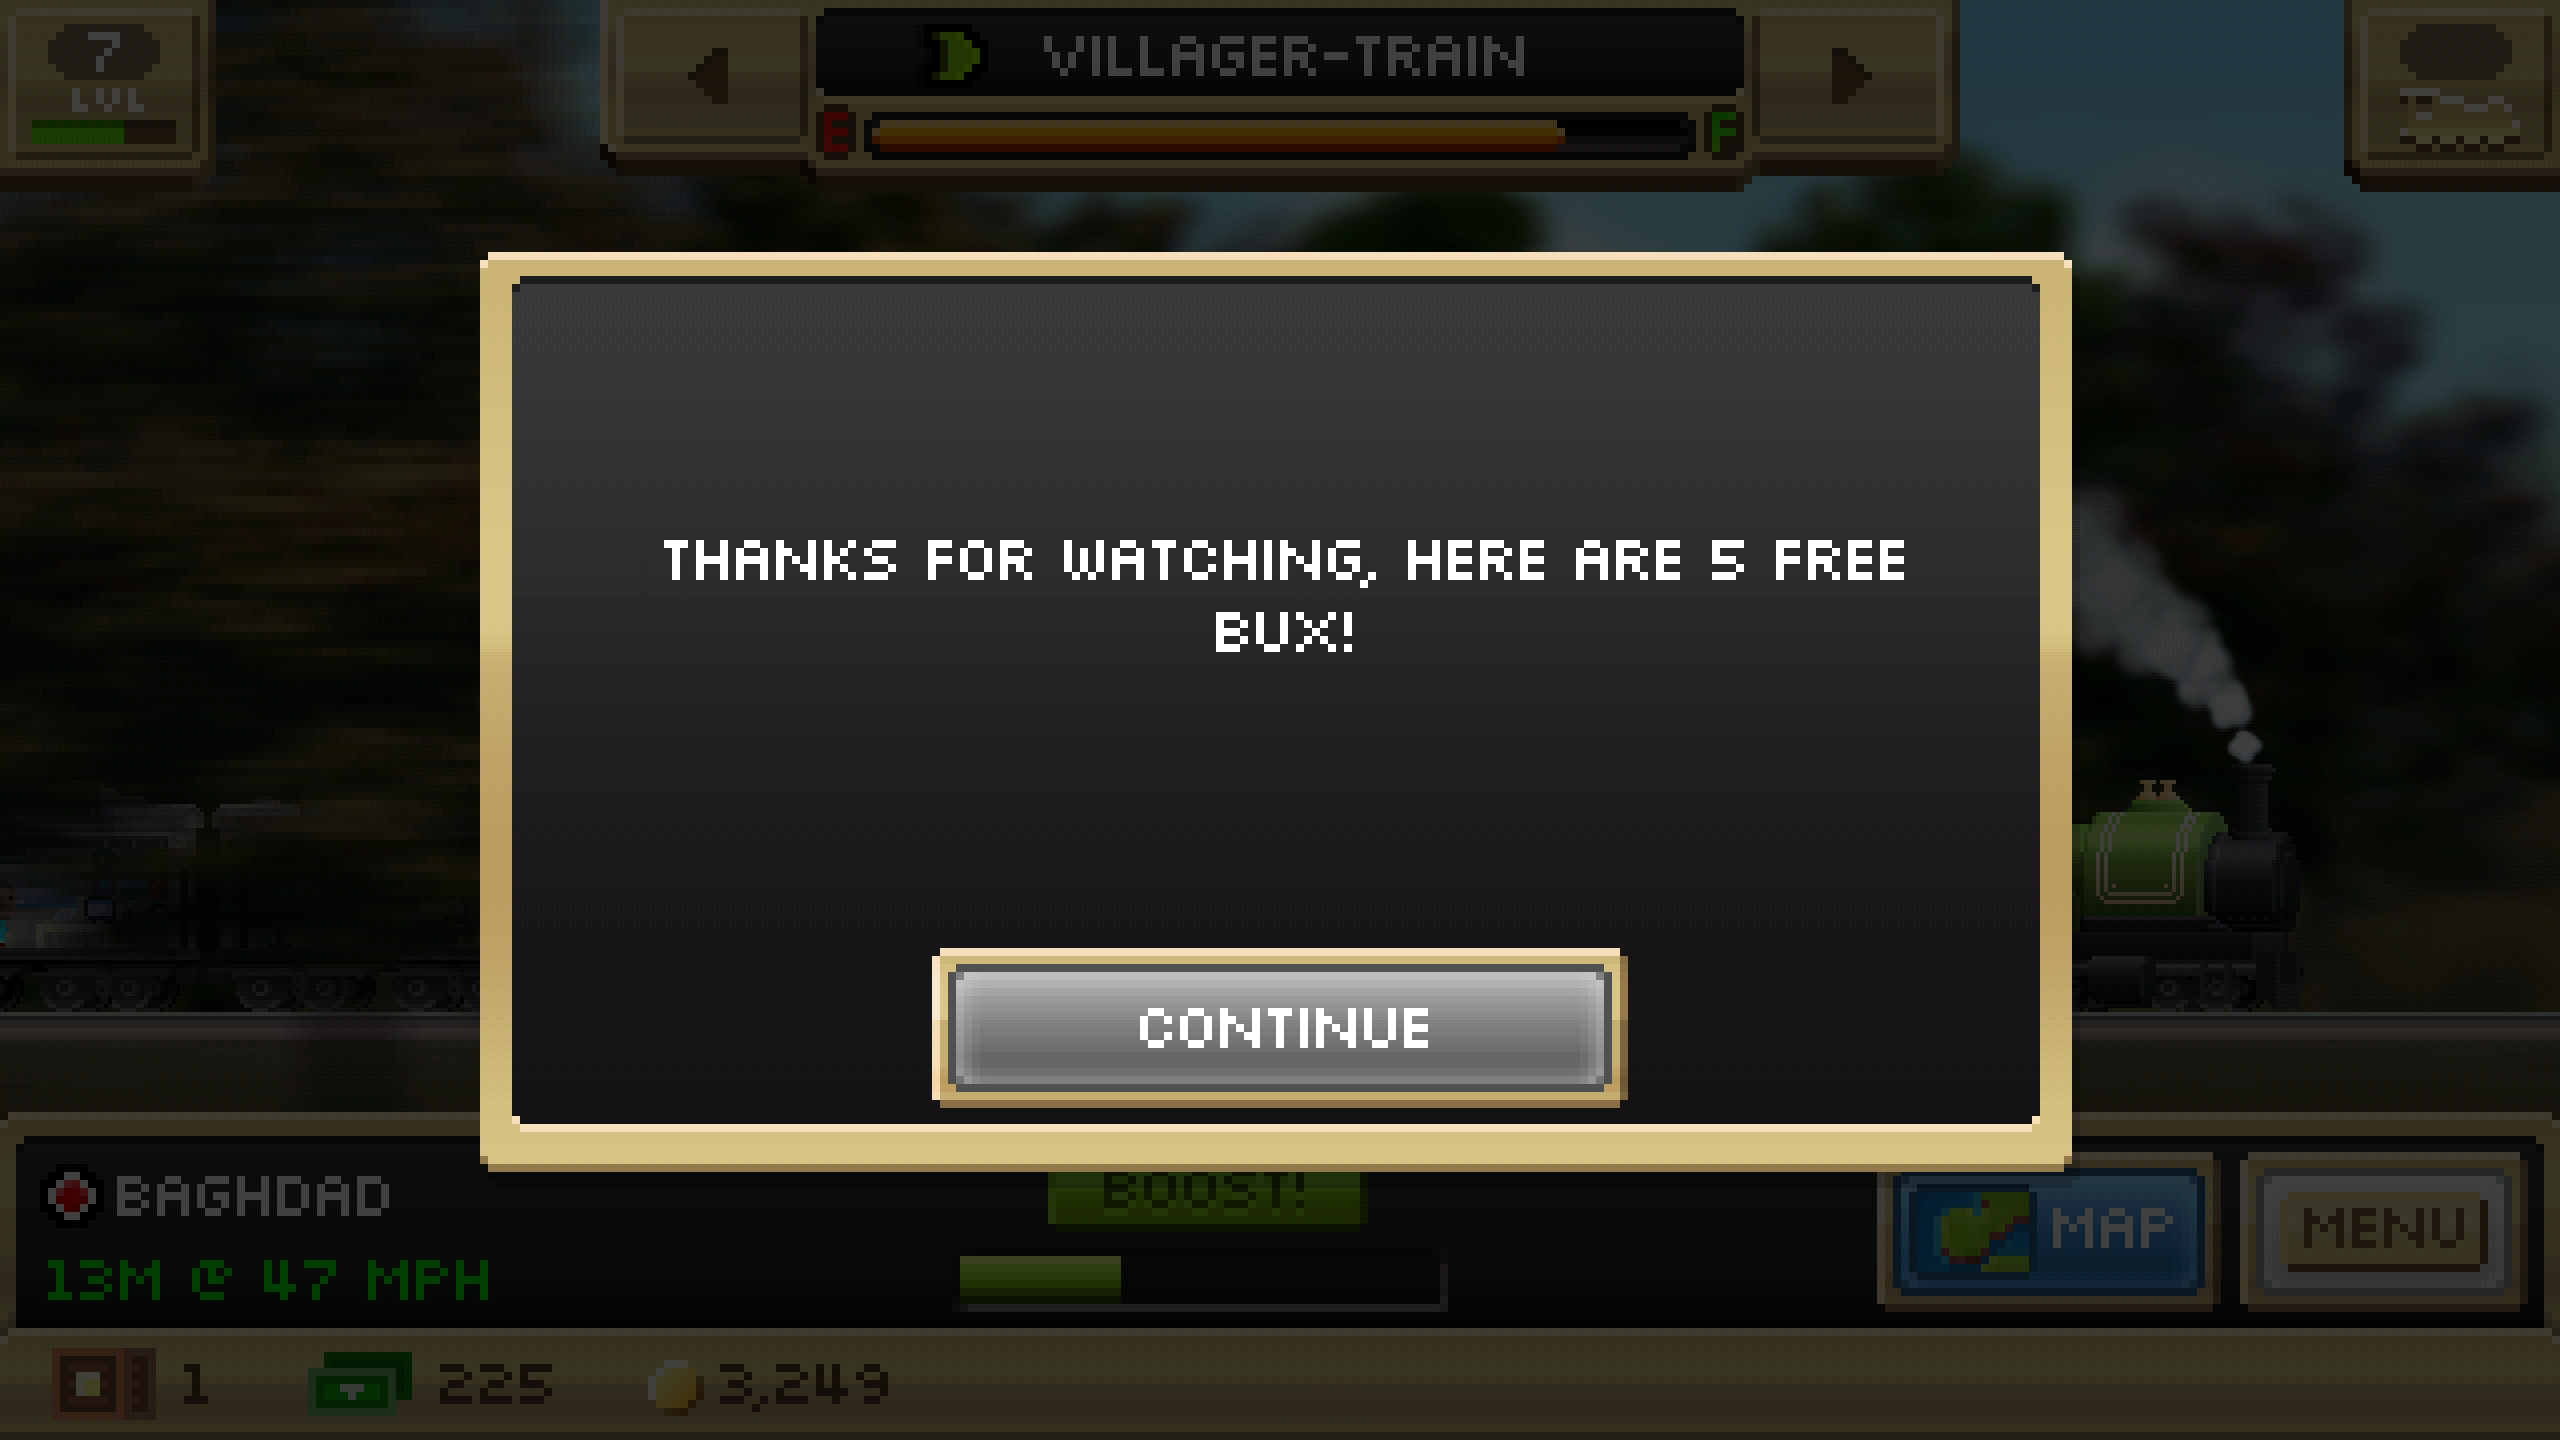 7
LVL
VILLAGER-TRAIN
E F
THANKS FOR WATCHING, HERE ARE 5 FREE
BUX!
CONTINUE
BAGHDAD
BOOST!
13M @ 47 MPH
MAP
MENU
1
225
3,249